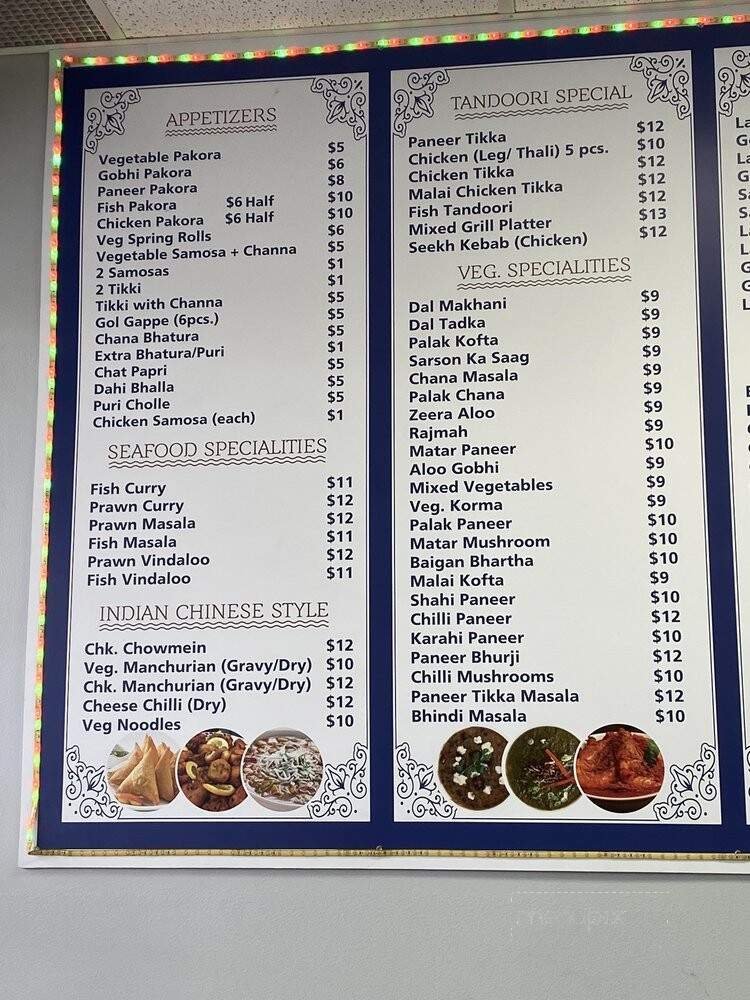 APPETIZERS
Vegetable Pakora $5
Gobhi Pakora $6
Paneer Pakora $8
Fish Pakora $6 Half $10
Chicken Pakora $6 Half $10
Veg Spring Rolls $6
Vegetable Samosa + Channa $5
2 Samosas $1
2 Tikki $1
Tikki with Channa $5
Gol Gappe (6pcs.) $5
Chana Bhatura $5
Extra Bhatura/Puri $1
Chat Papri $5
Dahi Bhalla $5
Puri Cholle $5
Chicken Samosa (each) $1
SEAFOOD SPECIALITIES
Fish Curry $11
Prawn Curry $12
Prawn Masala $12
Fish Masala $11
Prawn Vindaloo $12
Fish Vindaloo $11
INDIAN CHINESE STYLE
Chk. Chowmein $12
Veg. Manchurian (Gravy/Dry) $10
Chk. Manchurian (Gravy/Dry) $12
Cheese Chilli (Dry) $12
Veg Noodles $10
TANDOORI SPECIAL
Paneer Tikka $12
Chicken (Leg/ Thali) 5 pcs. $10
Chicken Tikka $12
Malai Chicken Tikka $12
Fish Tandoori $12
Mixed Grill Platter $13
Seekh Kebab (Chicken) $12
VEG. SPECIALITIES
Dal Makhani $9
Dal Tadka $9
Palak Kofta $9
Sarson Ka Saag $9
Chana Masala $9
Palak Chana $9
Zeera Aloo $9
Rajmah $9
Matar Paneer $10
Aloo Gobhi $9
Mixed Vegetables $9
Veg. Korma $9
Palak Paneer $10
Matar Mushroom $10
Baigan Bhartha $10
Malai Kofta $9
Shahi Paneer $10
Chilli Paneer $12
Karahi Paneer $10
Paneer Bhurji $12
Chilli Mushrooms $10
Paneer Tikka Masala $12
Bhindi Masala $10